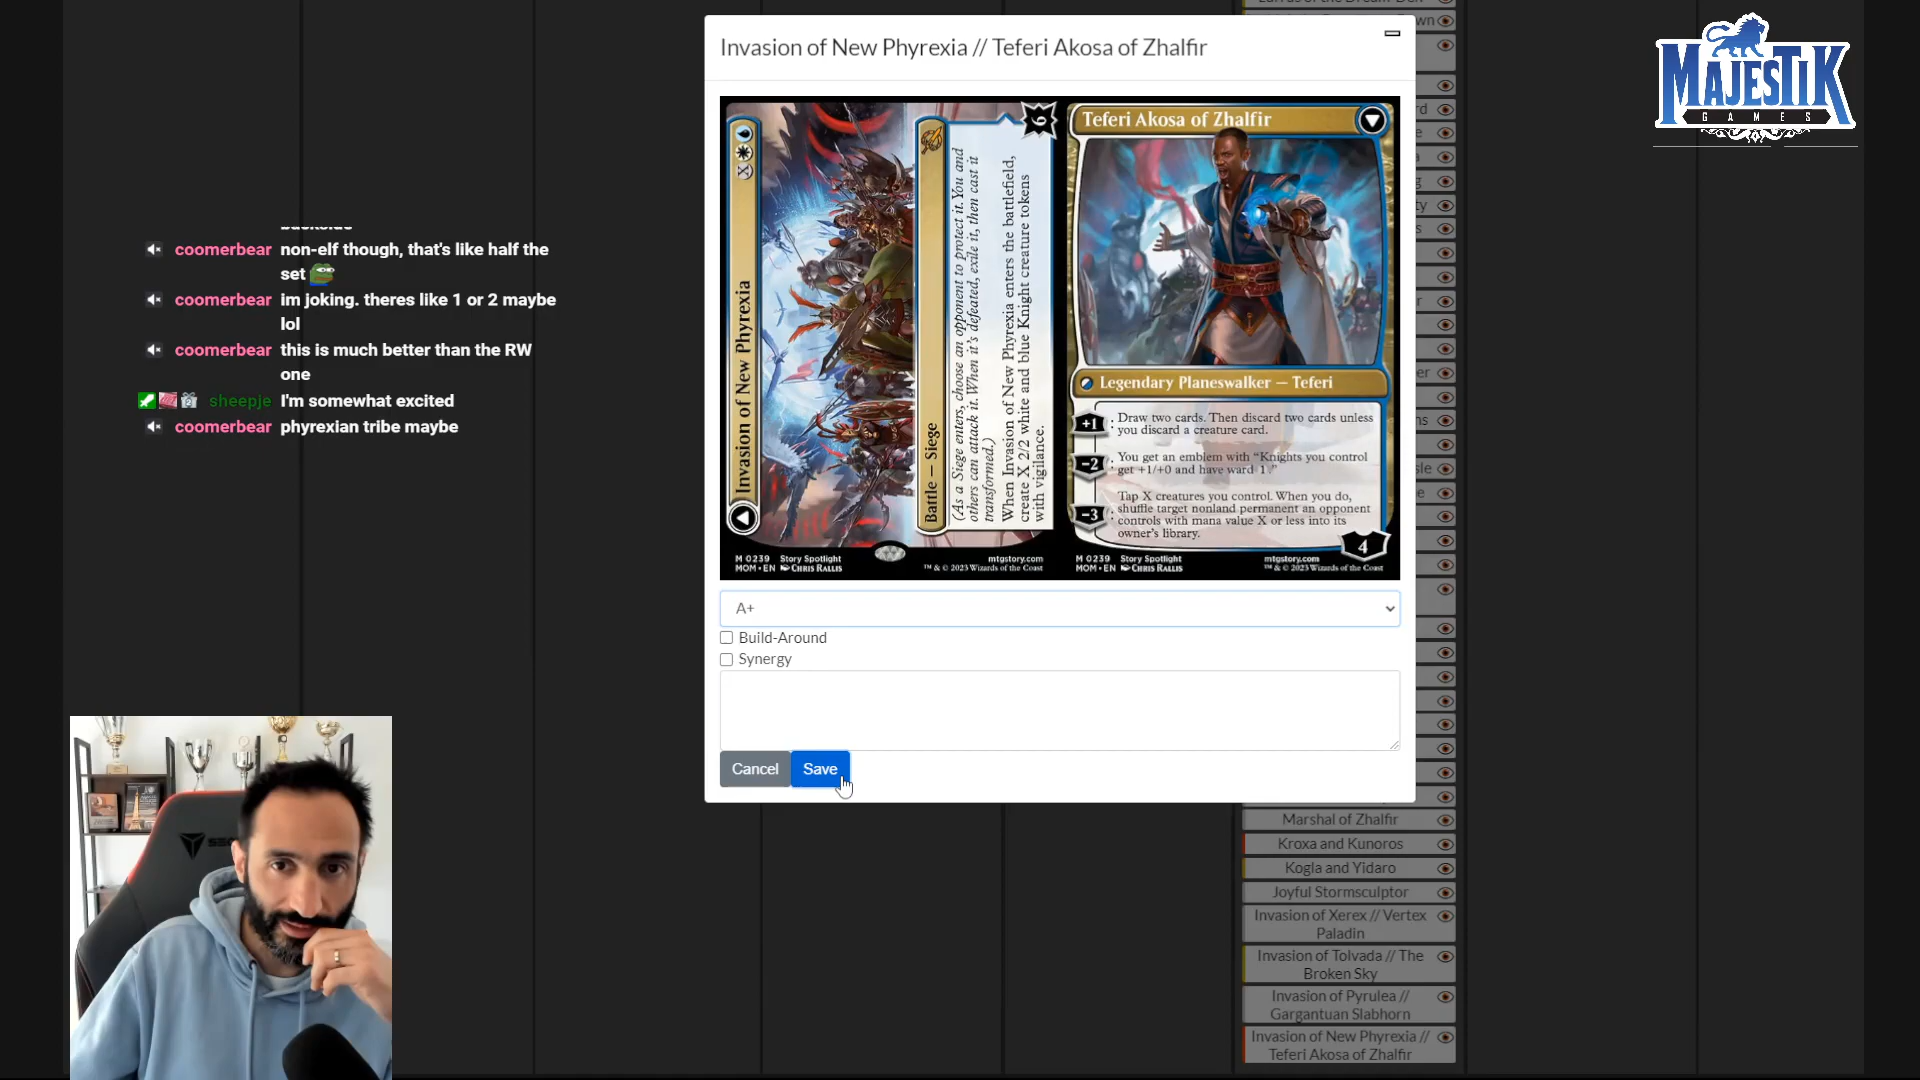 Invasion of New Phyrexia // Teferi Akosa of Zhalfir
MAJESTIK
GAMES
coomerbear non-elf though, that's like half the
set
coomerbear im joking. theres like 1 or 2 maybe
lol
coomerbear this is much better than the RW
one
sheepje I'm somewhat excited
coomerbear phyrexian tribe maybe
Invasion of New Phyrexia
X
Battle — Siege
6
(As a Siege enters, choose an opponent to protect it. You and
others can attack it. When it's defeated, exile it, then cast it
transformed.)
When Invasion of New Phyrexia enters the battlefield,
create X 2/2 white and blue Knight creature tokens
with vigilance.
M 0239 Story Spotlight
MOM • EN CHRIS RALLIS
mtgstory.com
™ & © 2023 Wizards of the Coast
Teferi Akosa of Zhalfir
Legendary Planeswalker — Teferi
+1 : Draw two cards. Then discard two cards unless
you discard a creature card.
−2 : You get an emblem with "Knights you control
get +1/+0 and have ward 1."
−3 : Tap X creatures you control. When you do,
shuffle target nonland permanent an opponent
controls with mana value X or less into its
owner's library.
4
M 0239 Story Spotlight
MOM • EN CHRIS RALLIS
mtgstory.com
™ & © 2023 Wizards of the Coast
A+
Build-Around
Synergy
Cancel
Save
Marshal of Zhalfir
Kroxa and Kunoros
Kogla and Yidaro
Joyful Stormsculptor
Invasion of Xerex // Vertex
Paladin
Invasion of Tolvada // The
Broken Sky
Invasion of Pyrulea //
Gargantuan Slabhorn
Invasion of New Phyrexia //
Teferi Akosa of Zhalfir